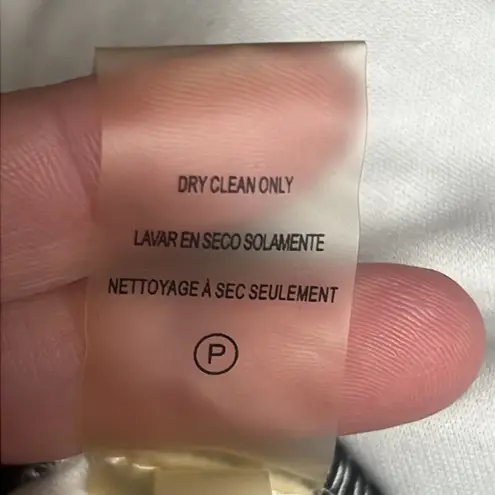 DRY CLEAN ONLY
LAVAR EN SECO SOLAMENTE
NETTOYAGE À SEC SEULEMENT
P